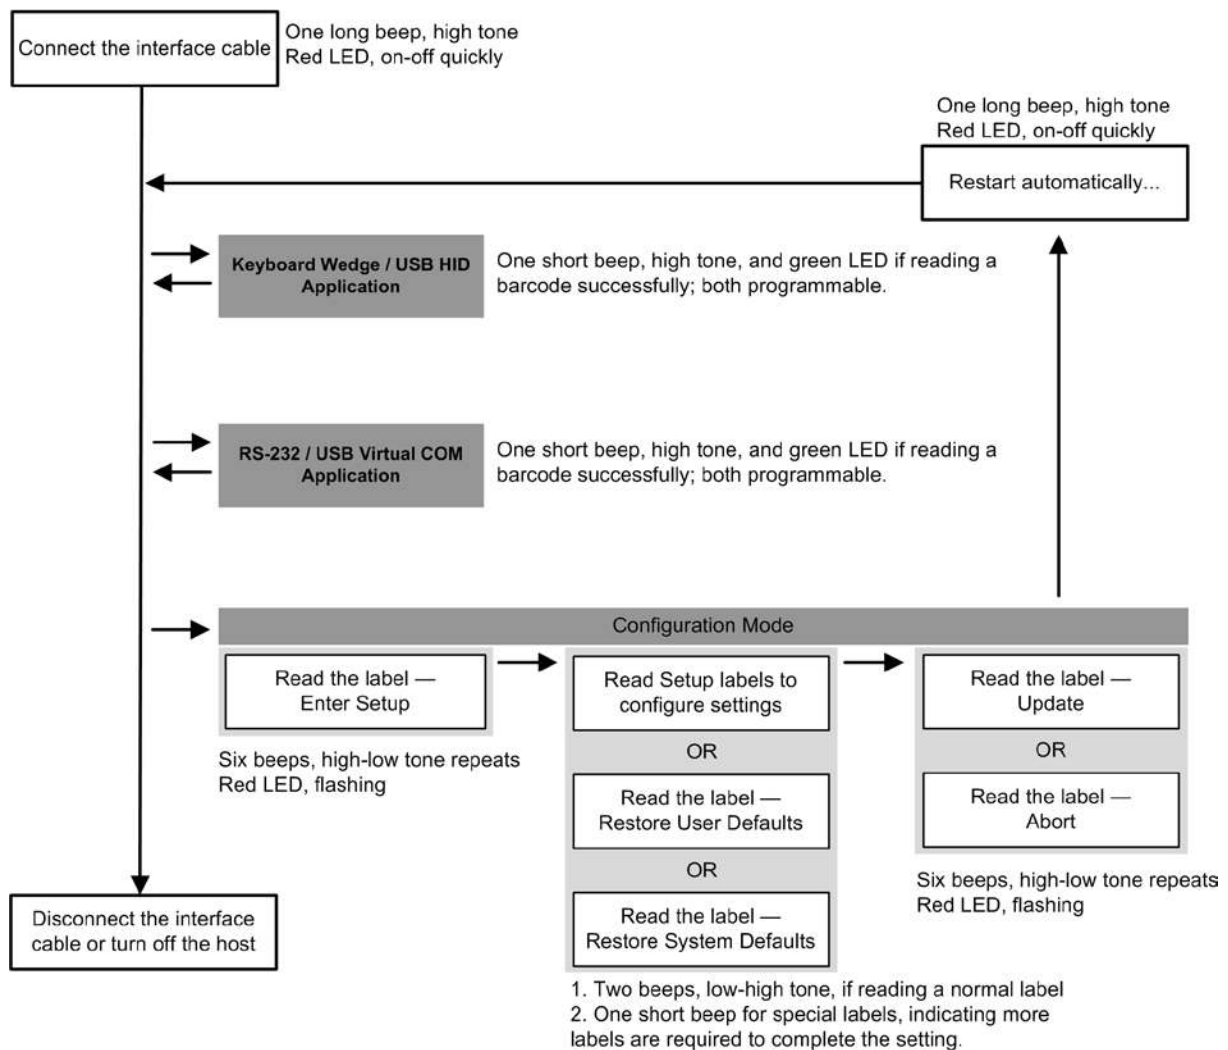 Connect the interface cable
One long beep, high tone
Red LED, on-off quickly
One long beep, high tone
Red LED, on-off quickly
Restart automatically...
Keyboard Wedge / USB HID
Application
One short beep, high tone, and green LED if reading a
barcode successfully; both programmable.
RS-232 / USB Virtual COM
Application
One short beep, high tone, and green LED if reading a
barcode successfully; both programmable.
Configuration Mode
Read the label —
Enter Setup
Six beeps, high-low tone repeats
Red LED, flashing
Read Setup labels to
configure settings
OR
Read the label —
Restore User Defaults
OR
Read the label —
Restore System Defaults
1. Two beeps, low-high tone, if reading a normal label
2. One short beep for special labels, indicating more
labels are required to complete the setting.
Read the label —
Update
OR
Read the label —
Abort
Six beeps, high-low tone repeats
Red LED, flashing
Disconnect the interface
cable or turn off the host